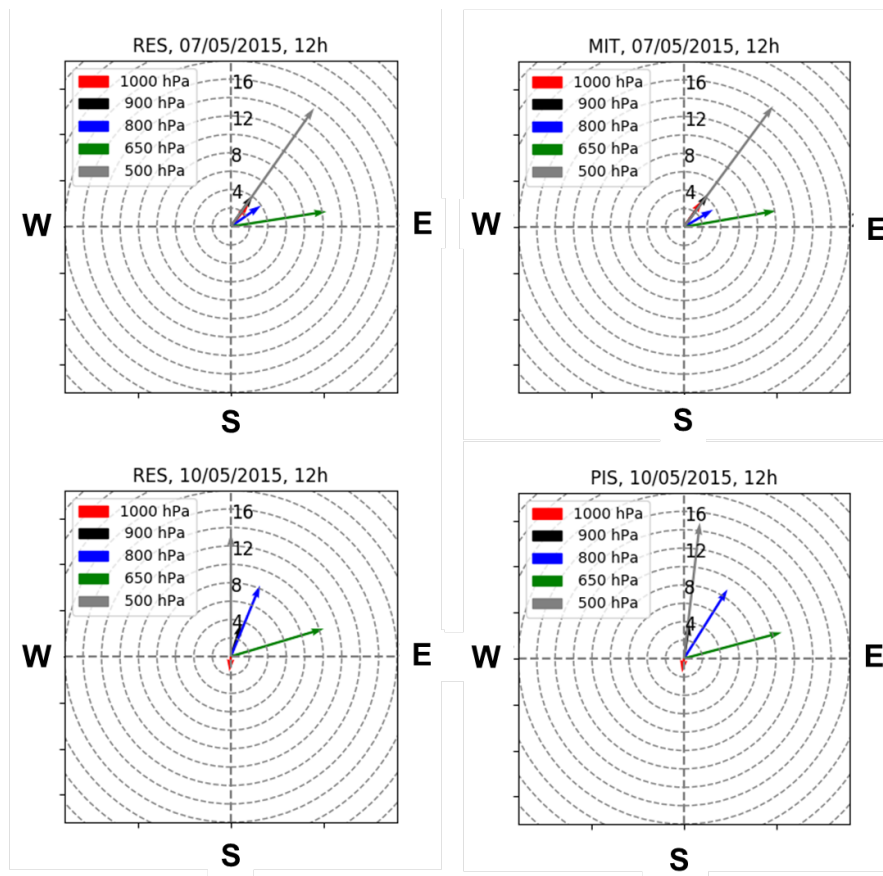 RES, 07/05/2015, 12h
1000 hPa
900 hPa
800 hPa
650 hPa
500 hPa
16
12
8
4
W
E
S
MIT, 07/05/2015, 12h
1000 hPa
900 hPa
800 hPa
650 hPa
500 hPa
16
12
8
4
W
E
S
RES, 10/05/2015, 12h
1000 hPa
900 hPa
800 hPa
650 hPa
500 hPa
16
12
8
4
W
E
S
PIS, 10/05/2015, 12h
1000 hPa
900 hPa
800 hPa
650 hPa
500 hPa
16
12
8
4
W
E
S